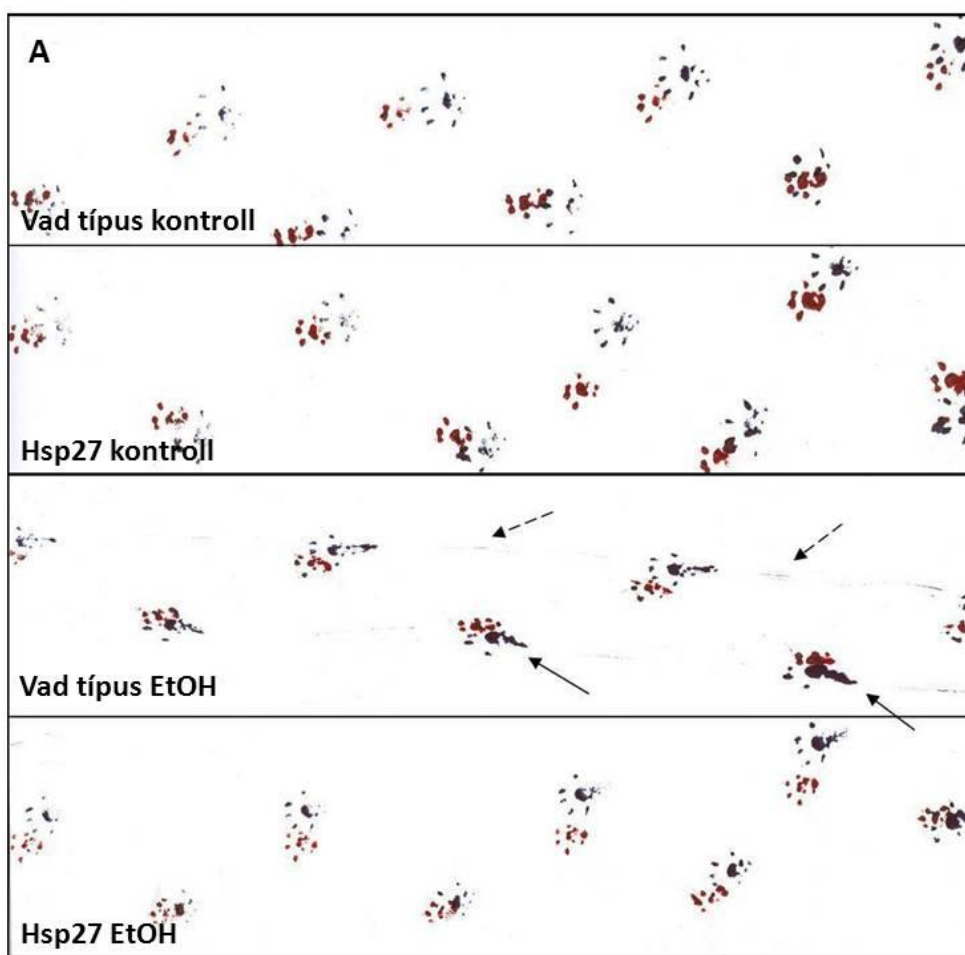 A
Vad típus kontroll
Hsp27 kontroll
Vad típus EtOH
Hsp27 EtOH